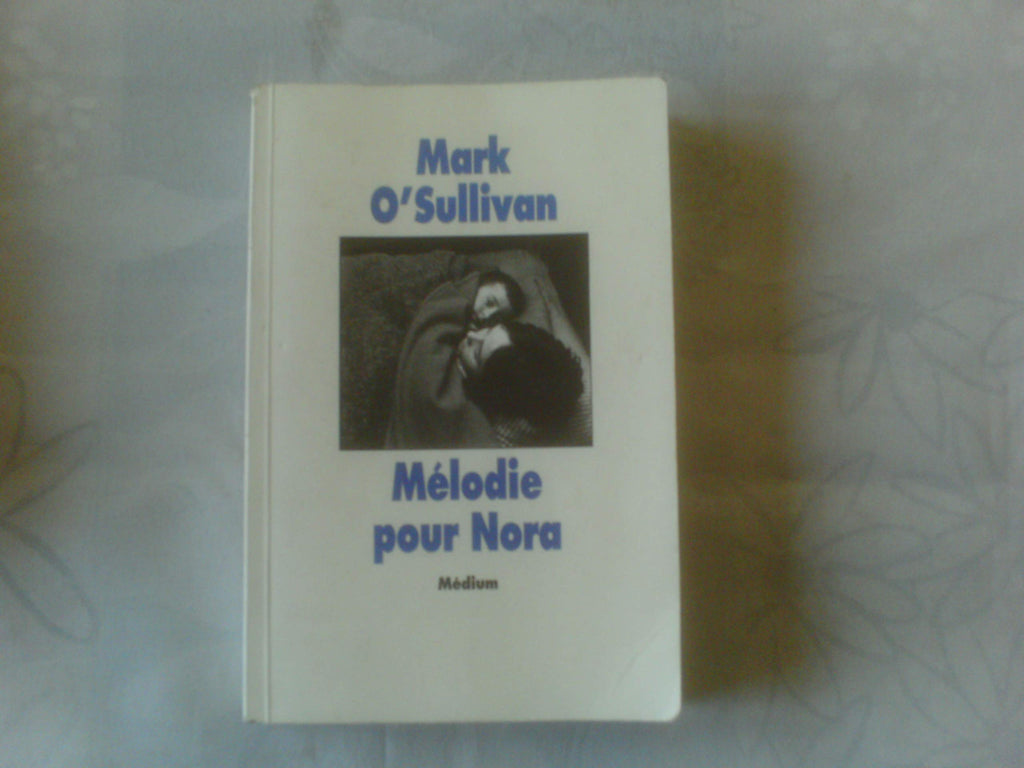 Mark
O'Sullivan
Mélodie
pour Nora
Médium